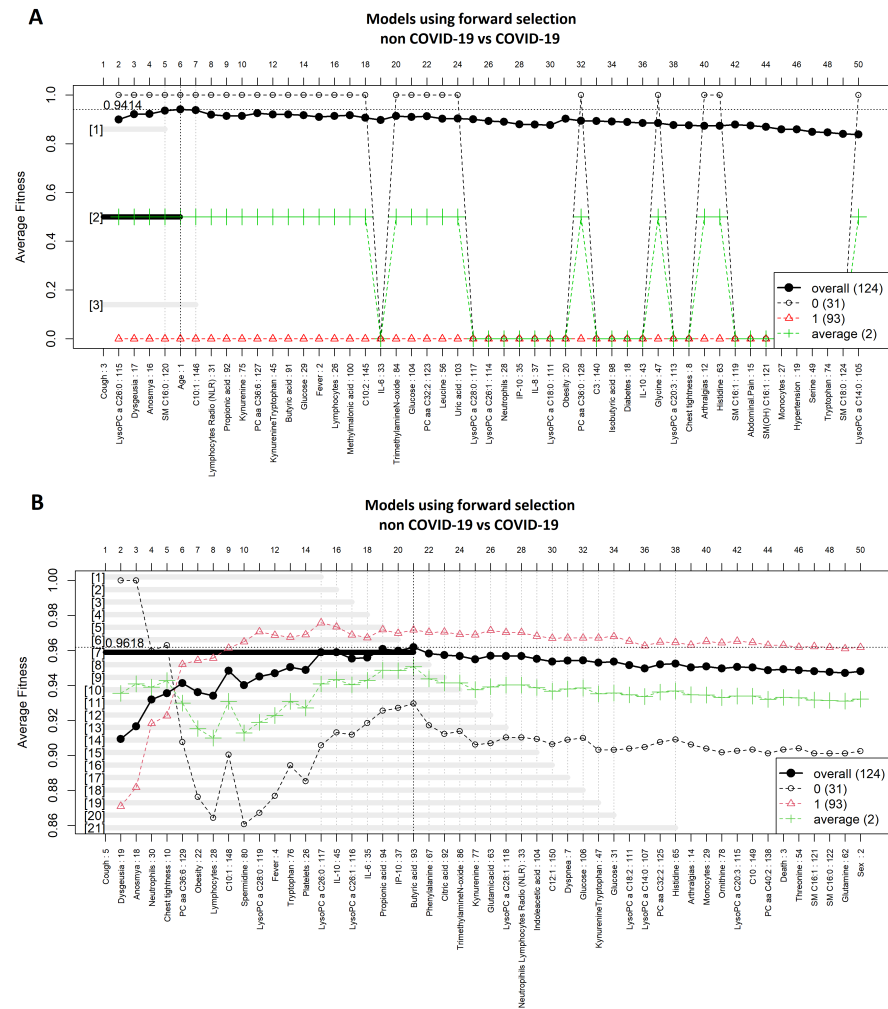 A
Models using forward selection
non COVID-19 vs COVID-19
1 2 3 4 5 6 7 8 9 10 12 14 16 18 20 22 24 26 28 30 32 34 36 38 40 42 44 46 48 50
Average Fitness
1.0
0.8
0.6
0.4
0.2
0.0
0.9414
[1]
[2]
[3]
overall (124)
0 (31)
1 (93)
average (2)
Cough : 3
LysoPC a C26:0 : 115
Dysgeusia : 17
Anosmya : 16
SM C16:0 : 120
Age : 1
C10:1 : 146
Lymphocytes Radio (NLR) : 31
Propionic acid : 92
Kynurenine : 75
PC aa C36:6 : 127
KynurenineTryptophan : 45
Butyric acid : 91
Glucose : 29
Fever : 2
Lymphocytes : 26
Methylmalonic acid : 100
C10:2 : 145
IL-6 : 33
TrimethylamineN-oxide : 84
Glucose : 104
PC aa C32:2 : 123
Leucine : 56
Uric acid : 103
LysoPC a C28:0 : 117
LysoPC a C26:1 : 114
Neutrophils : 28
IP-10 : 35
IL-8 : 37
LysoPC a C18:0 : 111
Obesity : 20
PC aa C36:0 : 128
C3 : 140
Isobutyric acid : 98
Diabetes : 18
IL-10 : 43
Glycine : 47
LysoPC a C20:3 : 113
Chest tightness : 8
Arthralgias : 12
Histidine : 63
SM C16:1 : 119
Abdominal.Pain : 15
SM(OH) C16:1 : 121
Monocytes : 27
Hypertension : 19
Serine : 49
Tryptophan : 74
SM C18:0 : 124
LysoPC a C14:0 : 105
B
Models using forward selection
non COVID-19 vs COVID-19
1 2 3 4 5 6 7 8 9 10 12 14 16 18 20 22 24 26 28 30 32 34 36 38 40 42 44 46 48 50
Average Fitness
1.00
0.98
0.96
0.94
0.92
0.90
0.88
0.86
0.9618
[1]
[2]
[3]
[4]
[5]
[6]
[7]
[8]
[9]
[10]
[11]
[12]
[13]
[14]
[15]
[16]
[17]
[18]
[19]
[20]
[21]
overall (124)
0 (31)
1 (93)
average (2)
Cough : 5
Dysgeusia : 19
Anosmya : 18
Neutrophils : 30
Chest tightness : 10
PC aa C36:6 : 129
Obesity : 22
Lymphocytes : 28
C10:1 : 148
Spermidine : 80
LysoPC a C28:0 : 119
Fever : 4
Tryptophan : 76
Platelets : 26
LysoPC a C26:0 : 117
IL-10 : 45
LysoPC a C26:1 : 116
IL-6 : 35
Propionic acid : 94
IP-10 : 37
Butyric acid : 93
Phenylalanine : 67
Citric acid : 92
TrimethylamineN-oxide : 86
Kynurenine : 77
Glutamicacid : 63
LysoPC a C28:1 : 118
Neutrophils Lymphocytes Radio (NLR) : 33
Indoleacetic acid : 104
C12:1 : 150
Dyspnea : 7
Glucose : 106
KynurenineTryptophan : 47
Glucose : 31
LysoPC a C18:2 : 111
LysoPC a C14:0 : 107
PC aa C32:2 : 125
Histidine : 65
Arthralgias : 14
Monocytes : 29
Ornithine : 78
LysoPC a C20:3 : 115
C10 : 149
PC aa C40:2 : 138
Death : 3
Threonine : 54
SM C16:1 : 121
SM C16:0 : 122
Glutamine : 62
Sex : 2